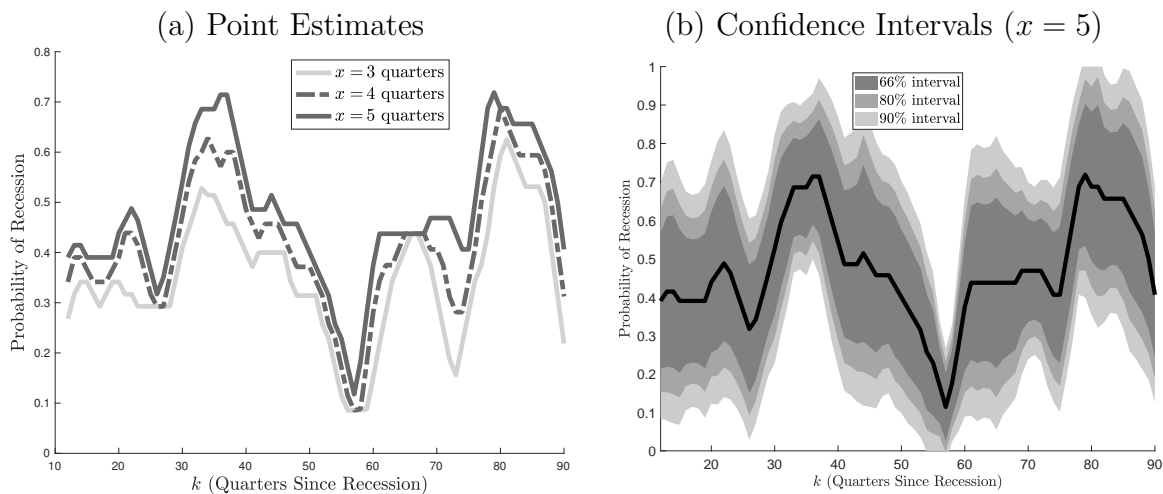 (a) Point Estimates
0.8
0.7
0.6
0.5
0.4
0.3
0.2
0.1
0
Probability of Recession
x = 3 quarters
x = 4 quarters
x = 5 quarters
10 20 30 40 50 60 70 80 90
k (Quarters Since Recession)
(b) Confidence Intervals (x = 5)
1
0.9
0.8
0.7
0.6
0.5
0.4
0.3
0.2
0.1
0
Probability of Recession
66% interval
80% interval
90% interval
20 30 40 50 60 70 80 90
k (Quarters Since Recession)